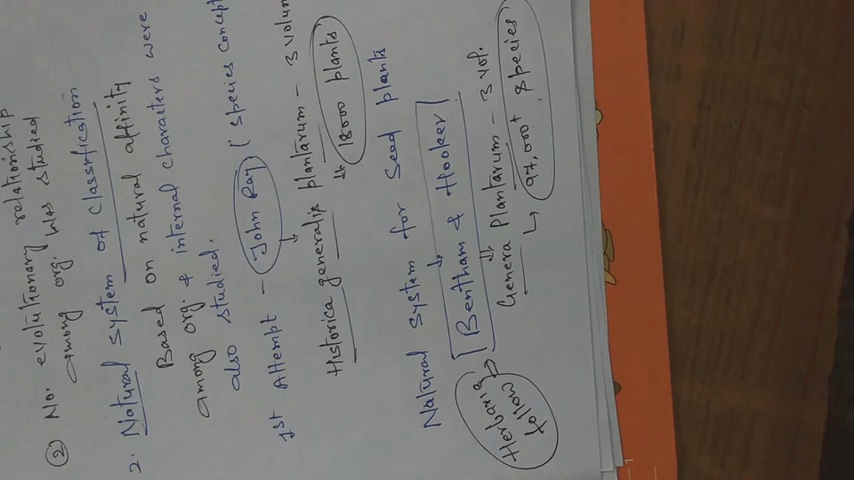 ② No. evolutionary relationship
among org. was studied
2. Natural system of classification
Based on natural affinity
among org. & internal characters were
also studied.
1st Attempt - John Ray (species concept
Historica generalis plantarum - 3 volum
↳ 18000 plants
Natural system for seed plants
[Bentham & Hooker]
Herbaria follow
Genera Plantarum - 3 vol.
↳ 97,000+ species